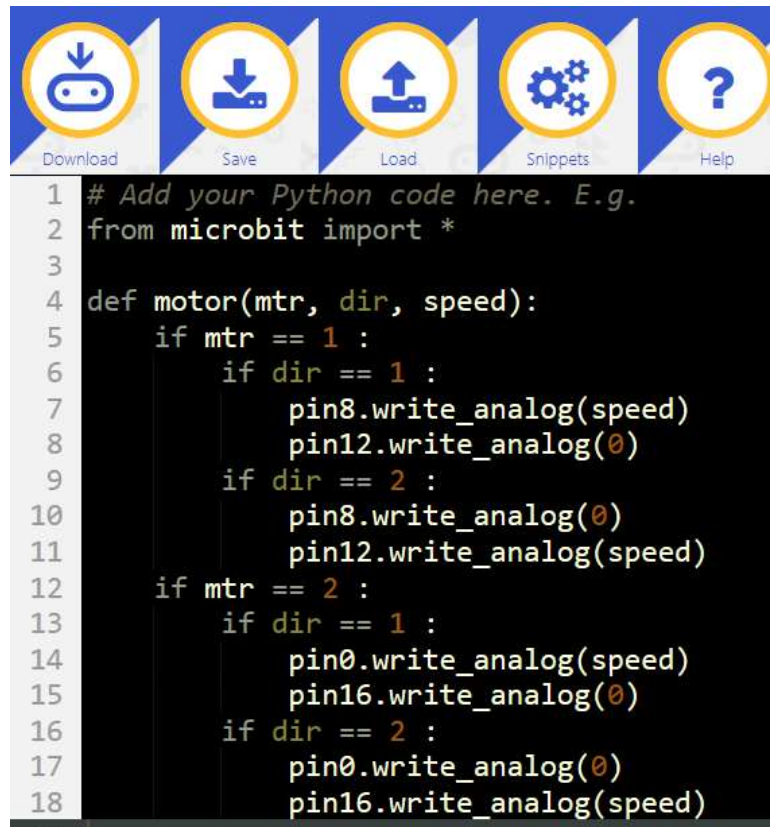 Download Save Load Snippets Help
1 # Add your Python code here. E.g.
2 from microbit import *
3
4 def motor(mtr, dir, speed):
5     if mtr == 1 :
6         if dir == 1 :
7             pin8.write_analog(speed)
8             pin12.write_analog(0)
9         if dir == 2 :
10             pin8.write_analog(0)
11             pin12.write_analog(speed)
12     if mtr == 2 :
13         if dir == 1 :
14             pin0.write_analog(speed)
15             pin16.write_analog(0)
16         if dir == 2 :
17             pin0.write_analog(0)
18             pin16.write_analog(speed)